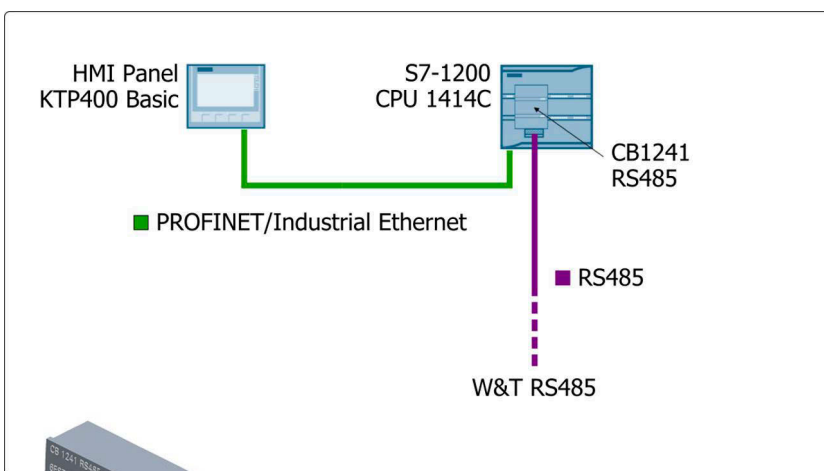 HMI Panel
KTP400 Basic
S7-1200
CPU 1414C
CB1241
RS485
PROFINET/Industrial Ethernet
RS485
W&T RS485
CB 1241 RS485